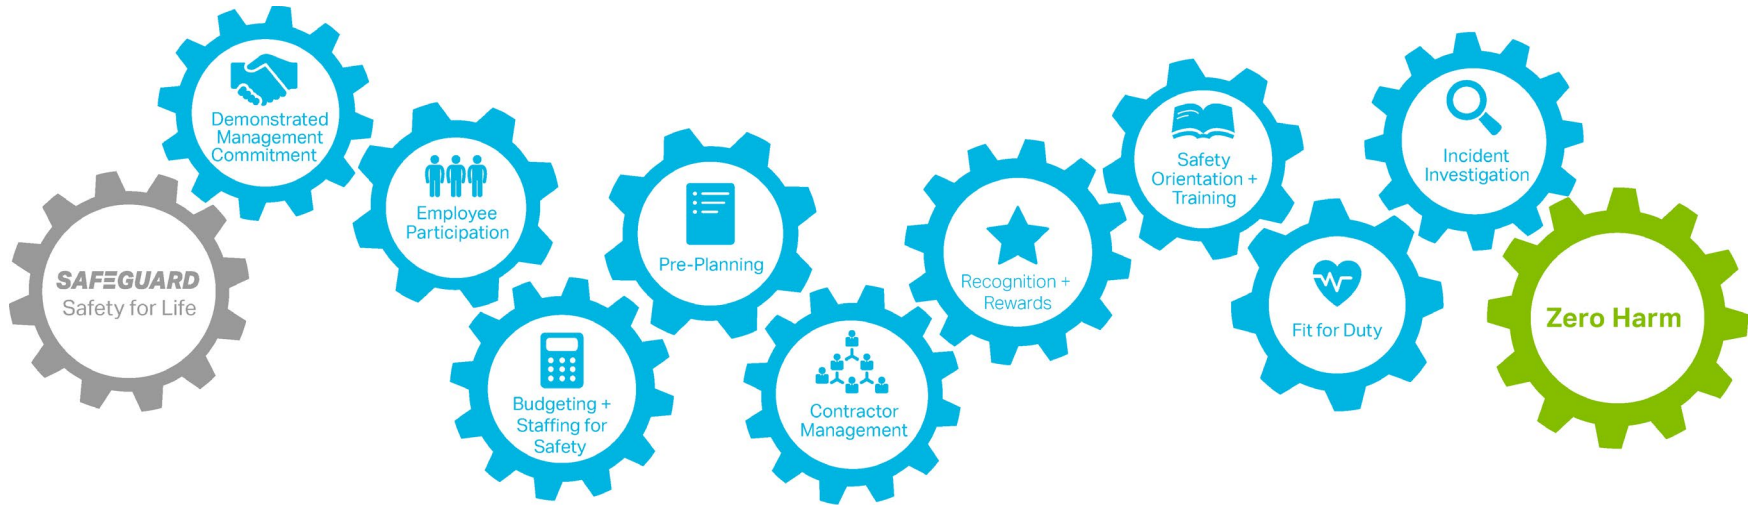 SAFEGUARD
Safety for Life
Demonstrated
Management
Commitment
Employee
Participation
Budgeting +
Staffing for
Safety
Pre-Planning
Contractor
Management
Recognition +
Rewards
Safety
Orientation +
Training
Fit for Duty
Incident
Investigation
Zero Harm